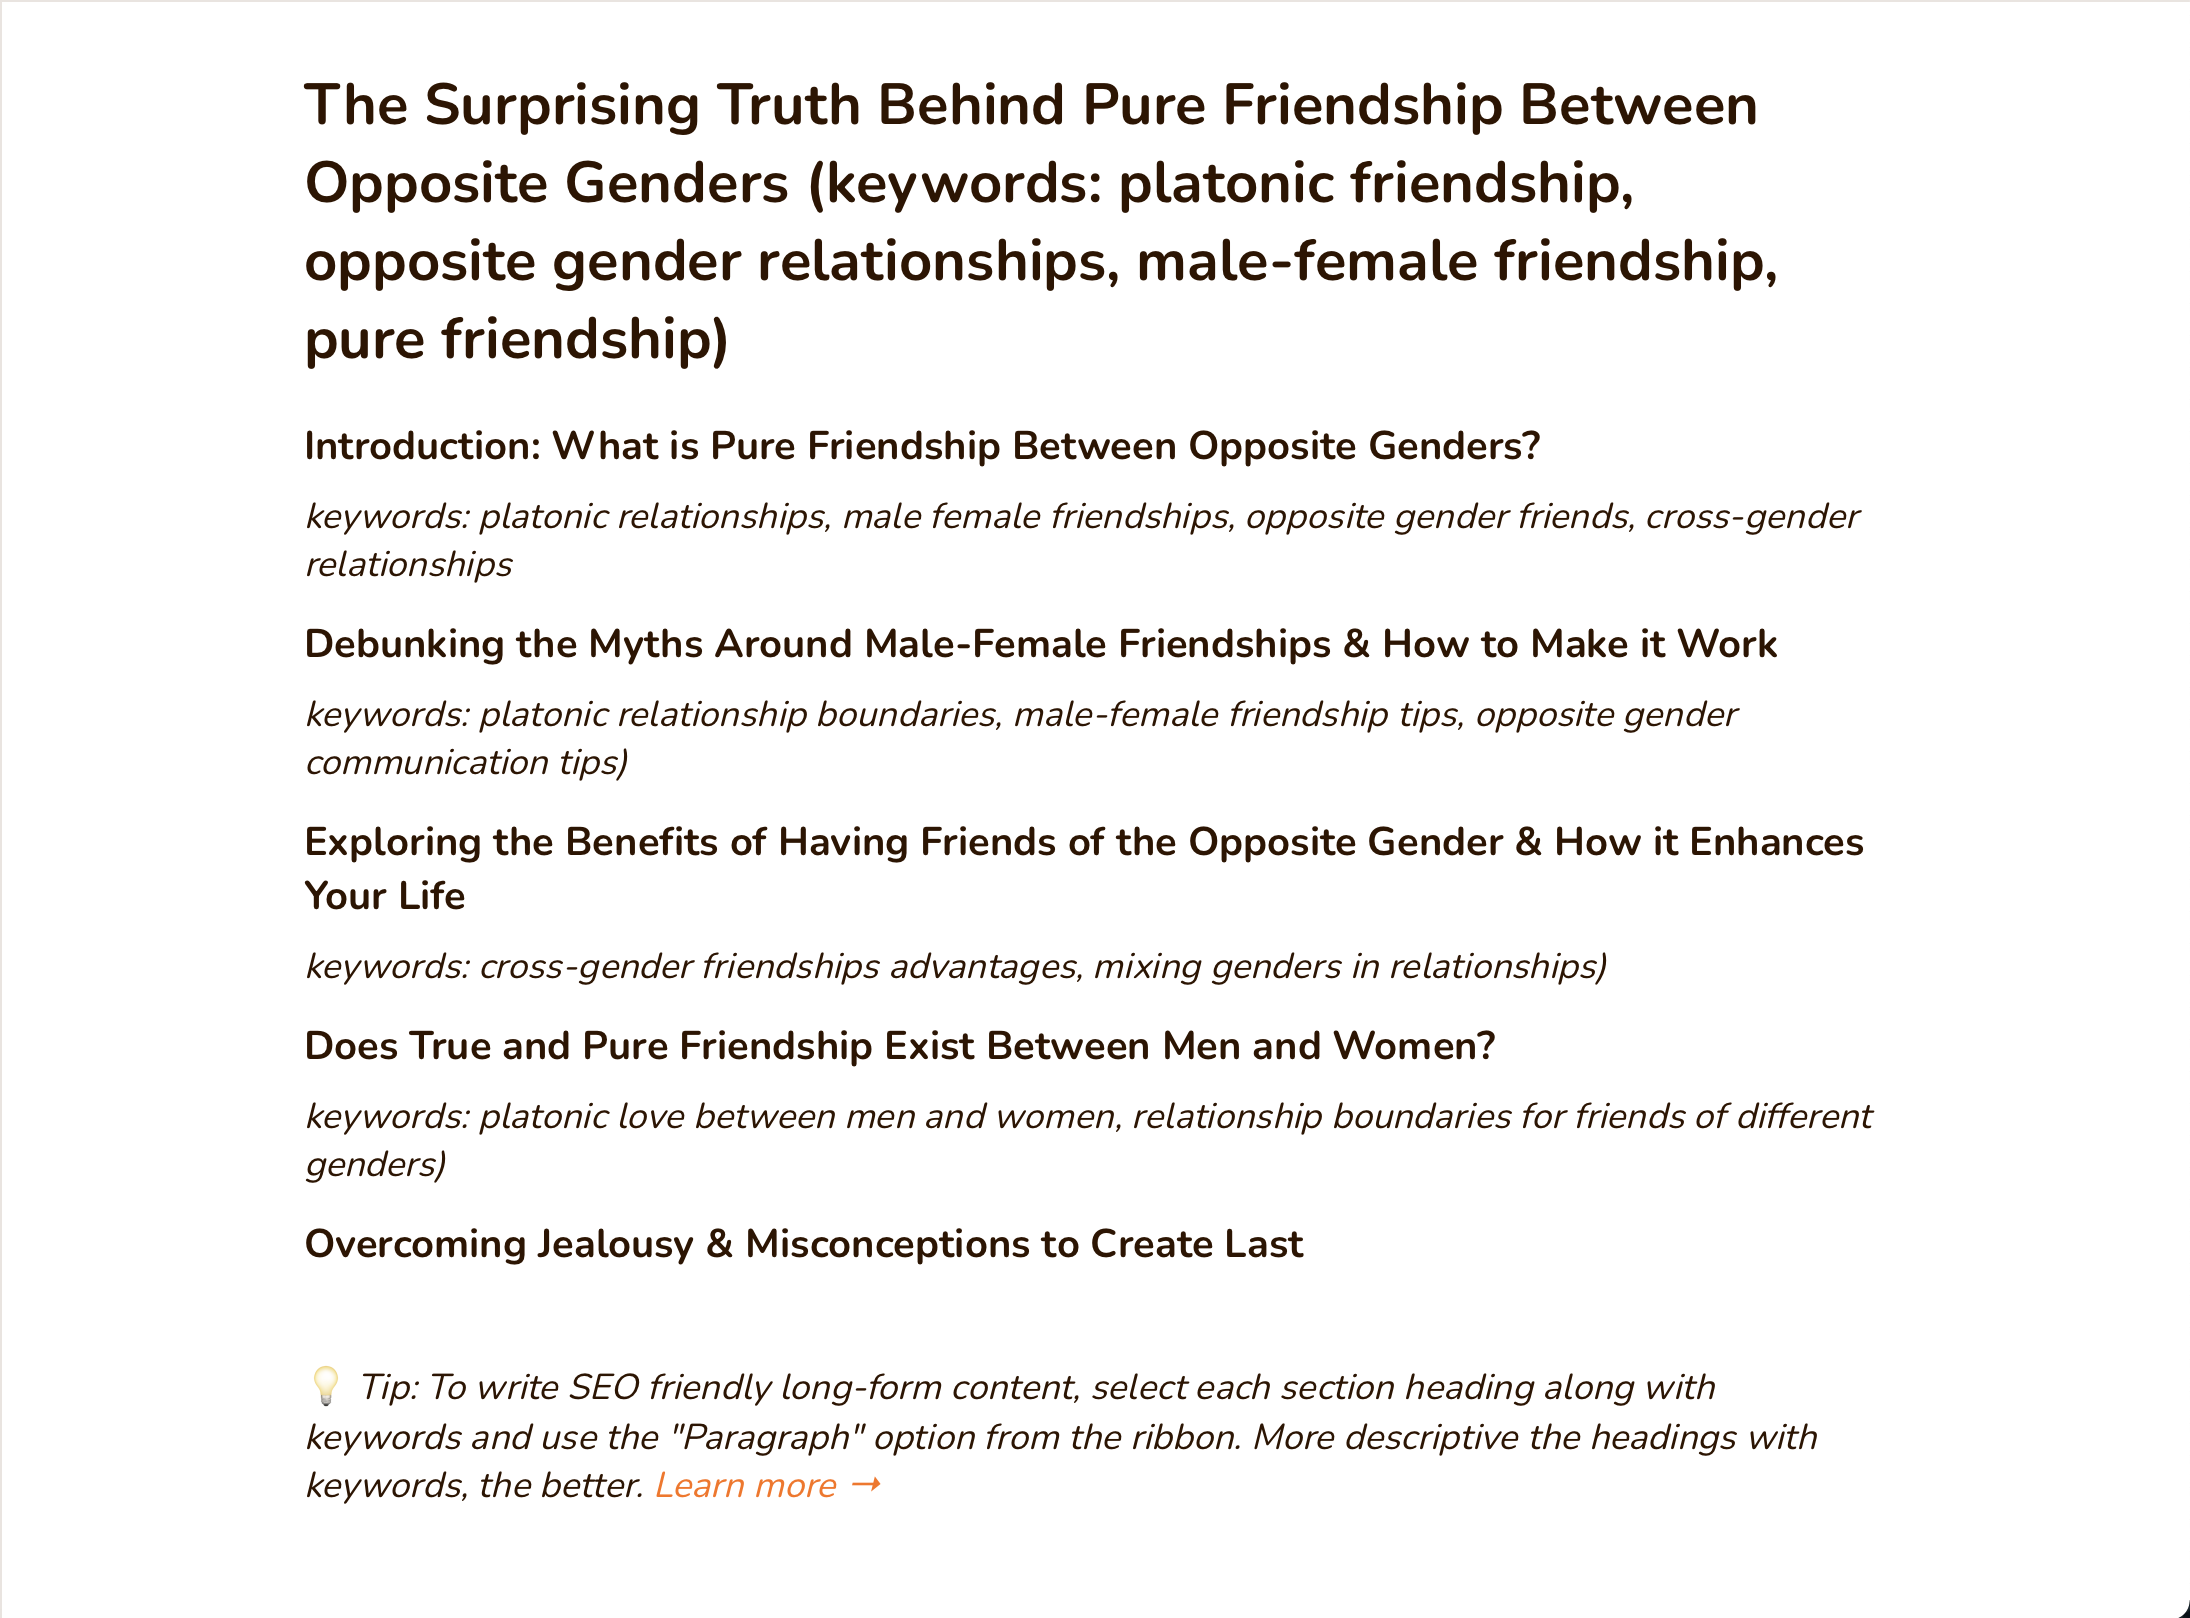 The Surprising Truth Behind Pure Friendship Between
Opposite Genders (keywords: platonic friendship,
opposite gender relationships, male-female friendship,
pure friendship)
Introduction: What is Pure Friendship Between Opposite Genders?
keywords: platonic relationships, male female friendships, opposite gender friends, cross-gender
relationships
Debunking the Myths Around Male-Female Friendships & How to Make it Work
keywords: platonic relationship boundaries, male-female friendship tips, opposite gender
communication tips)
Exploring the Benefits of Having Friends of the Opposite Gender & How it Enhances
Your Life
keywords: cross-gender friendships advantages, mixing genders in relationships)
Does True and Pure Friendship Exist Between Men and Women?
keywords: platonic love between men and women, relationship boundaries for friends of different
genders)
Overcoming Jealousy & Misconceptions to Create Last
💡 Tip: To write SEO friendly long-form content, select each section heading along with
keywords and use the "Paragraph" option from the ribbon. More descriptive the headings with
keywords, the better. Learn more →